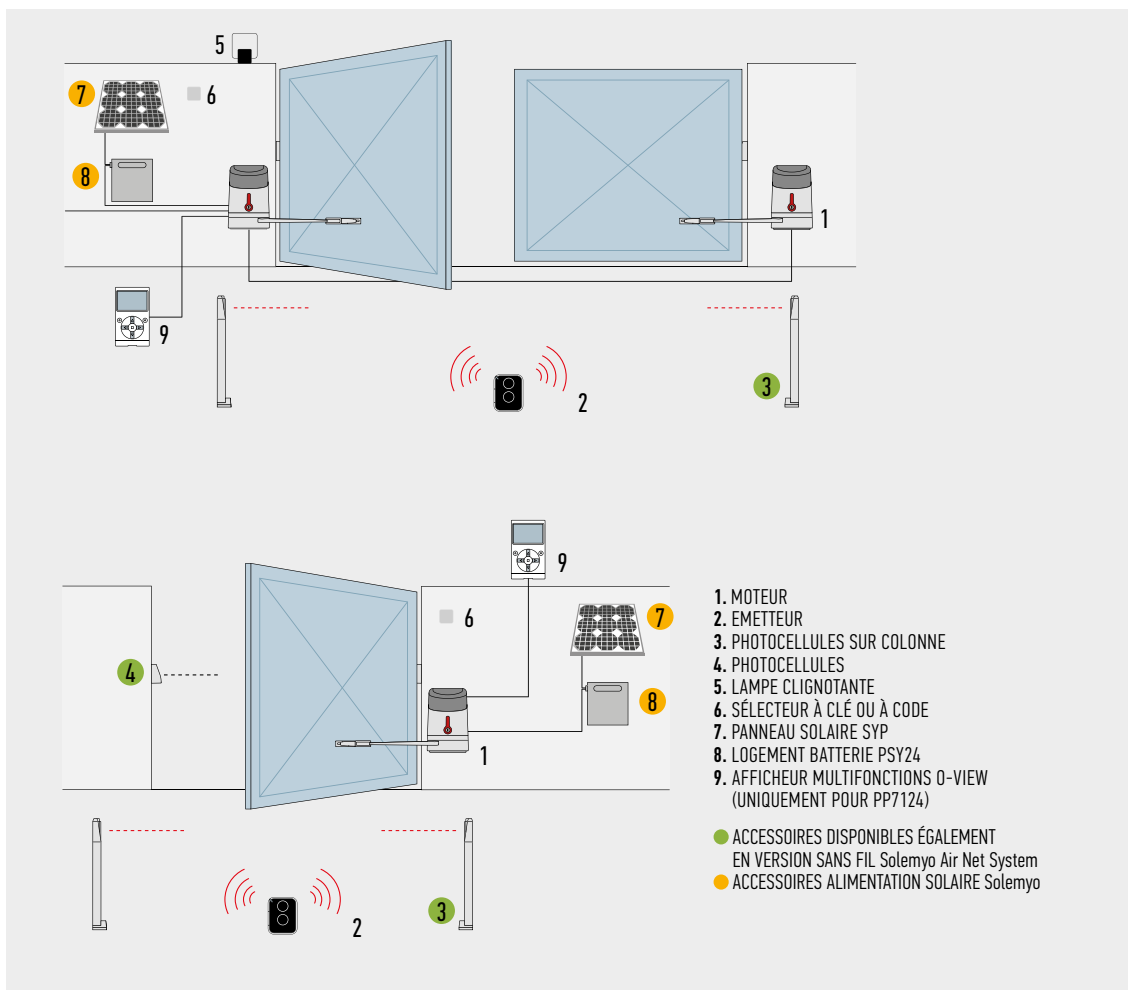 5
7
6
8
1
9
3
2
9
6
7
4
8
1
3
2
1. MOTEUR
2. EMETTEUR
3. PHOTOCELLULES SUR COLONNE
4. PHOTOCELLULES
5. LAMPE CLIGNOTANTE
6. SÉLECTEUR À CLÉ OU À CODE
7. PANNEAU SOLAIRE SYP
8. LOGEMENT BATTERIE PSY24
9. AFFICHEUR MULTIFONCTIONS O-VIEW
(UNIQUEMENT POUR PP7124)
ACCESSOIRES DISPONIBLES ÉGALEMENT
EN VERSION SANS FIL Solemyo Air Net System
ACCESSOIRES ALIMENTATION SOLAIRE Solemyo